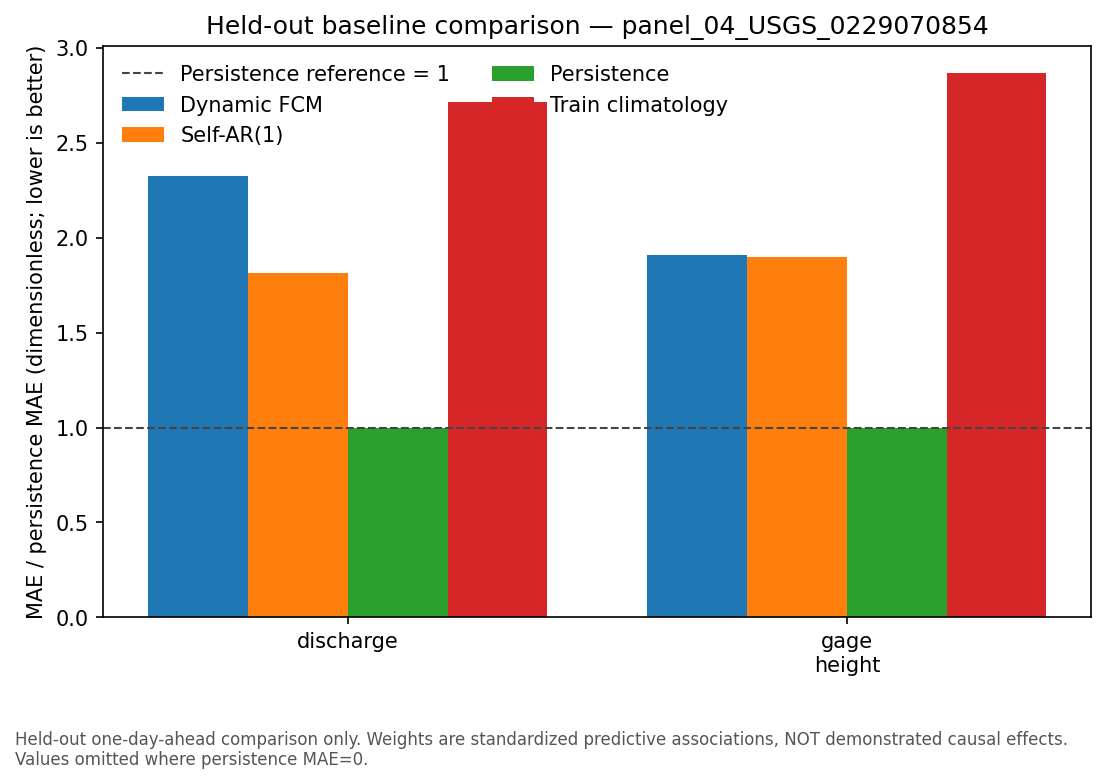 Held-out baseline comparison — panel_04_USGS_0229070854
MAE / persistence MAE (dimensionless; lower is better)
3.0
2.5
2.0
1.5
1.0
0.5
0.0
Persistence reference = 1
Dynamic FCM
Self-AR(1)
Persistence
Train climatology
discharge
gage
height
Held-out one-day-ahead comparison only. Weights are standardized predictive associations, NOT demonstrated causal effects.
Values omitted where persistence MAE=0.